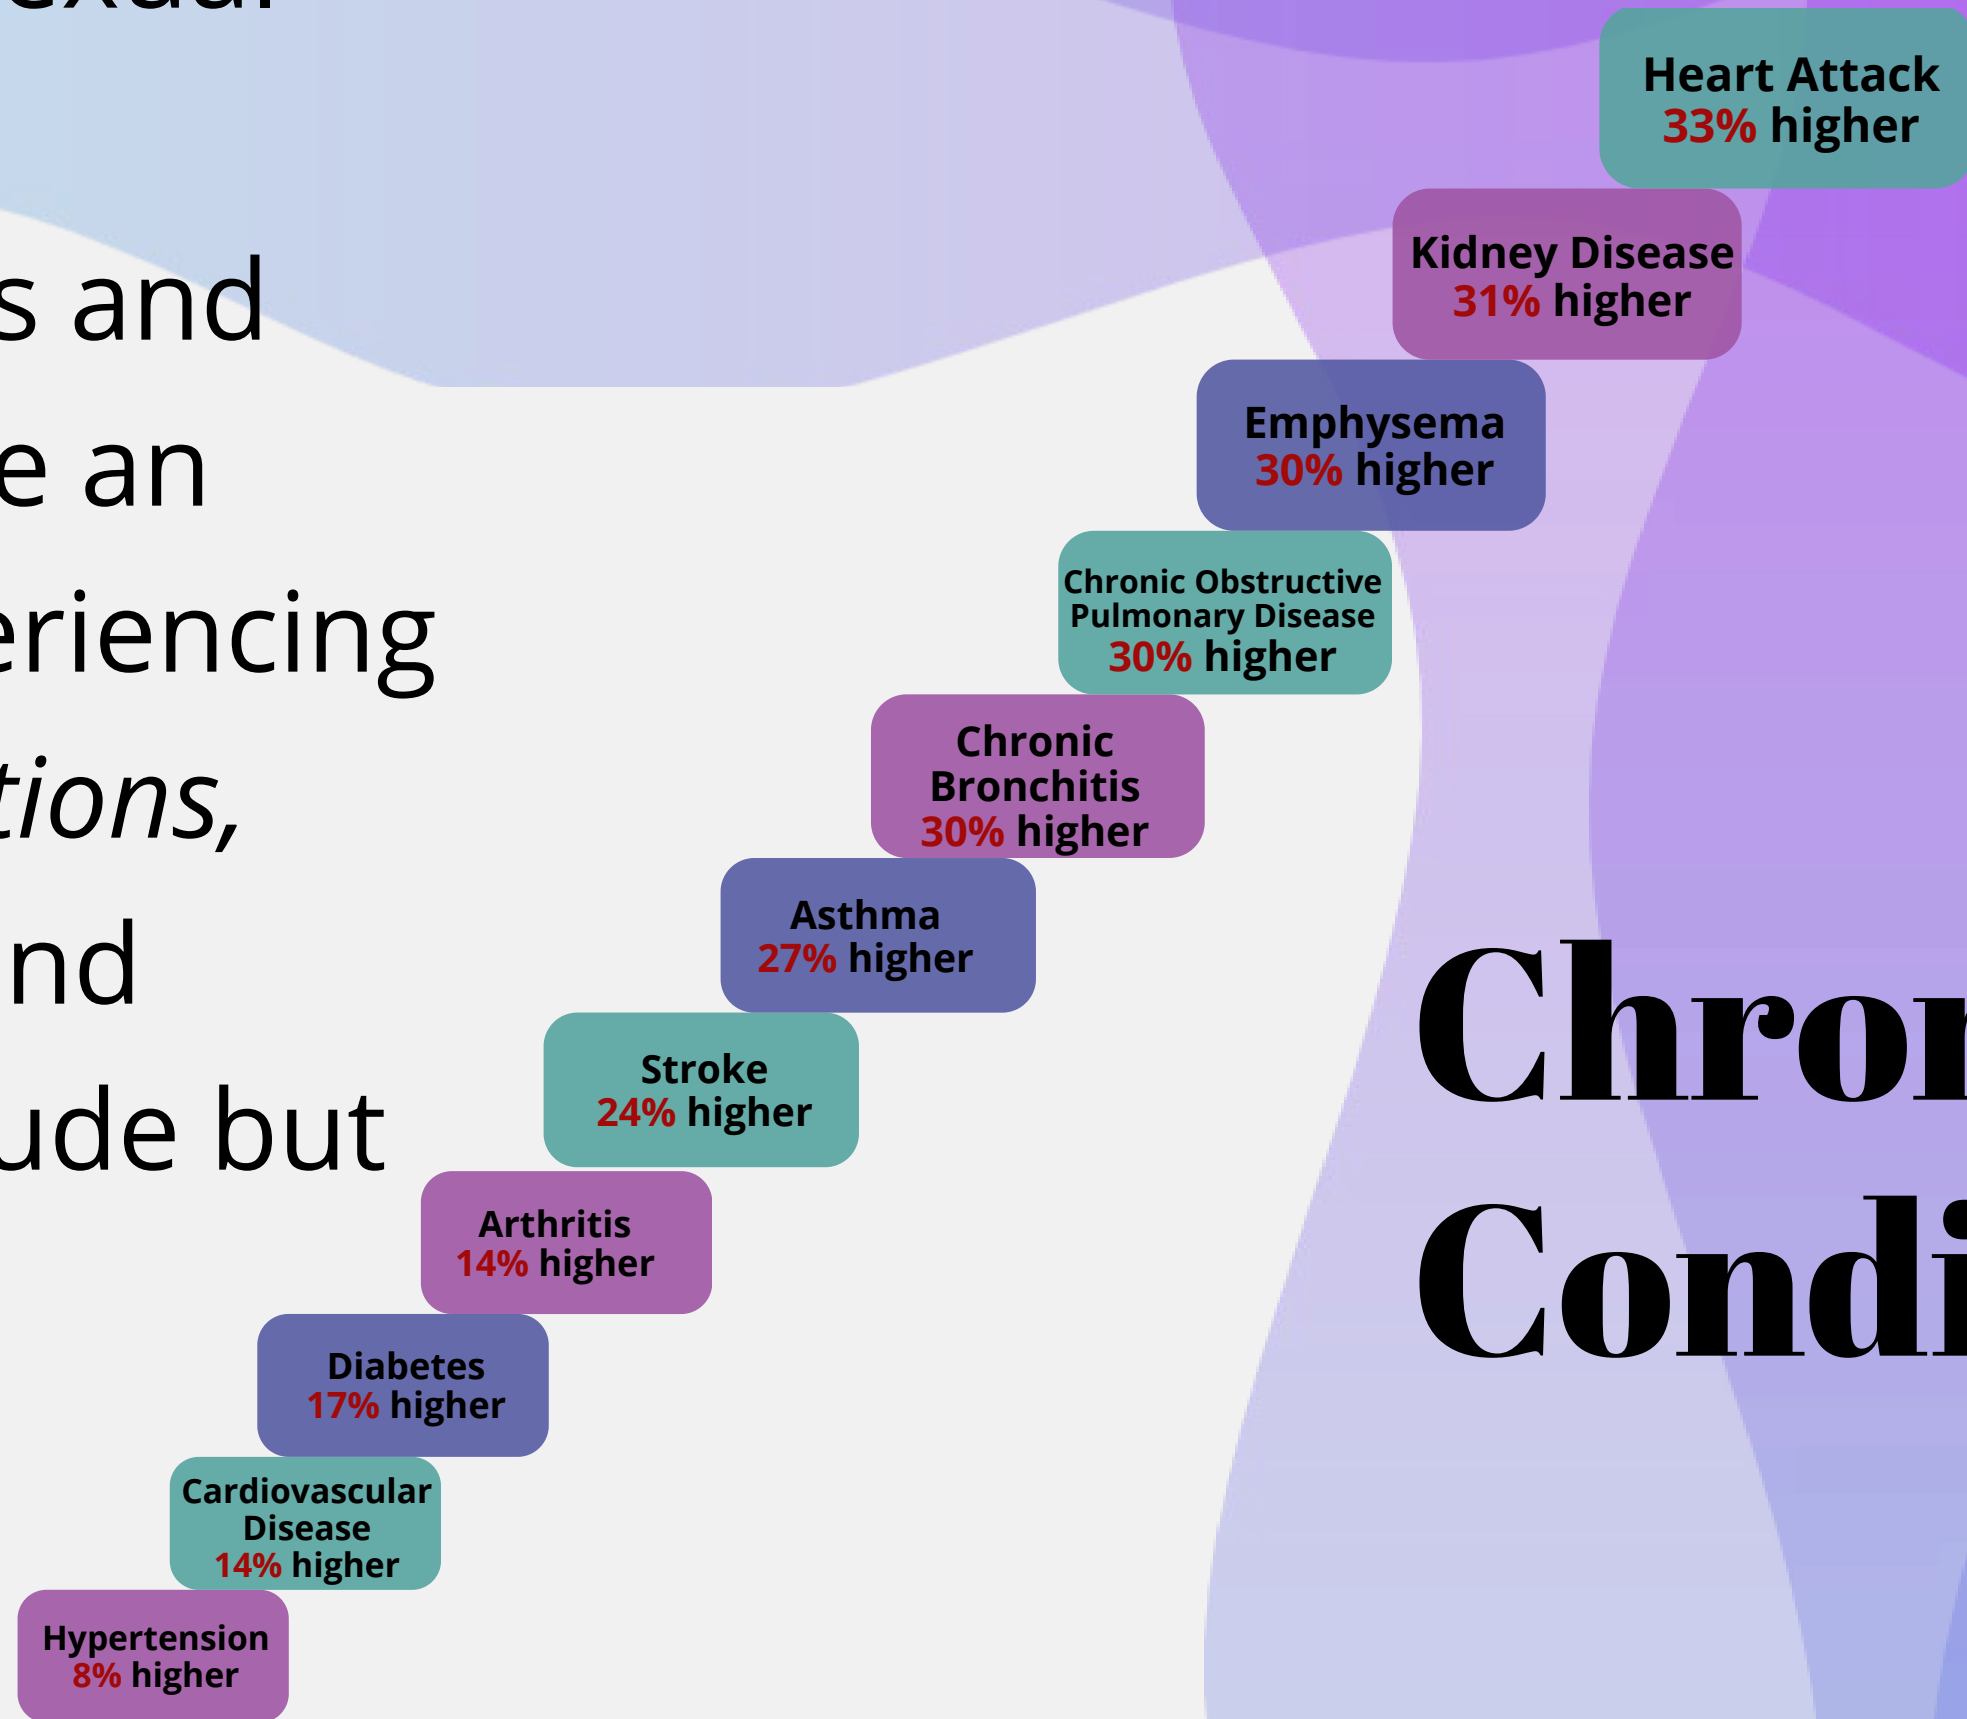 s and
e an
eriencing
tions,
nd
ude but
Heart Attack
33% higher
Kidney Disease
31% higher
Emphysema
30% higher
Chronic Obstructive
Pulmonary Disease
30% higher
Chronic
Bronchitis
30% higher
Asthma
27% higher
Stroke
24% higher
Arthritis
14% higher
Diabetes
17% higher
Cardiovascular
Disease
14% higher
Hypertension
8% higher
Chron
Condi